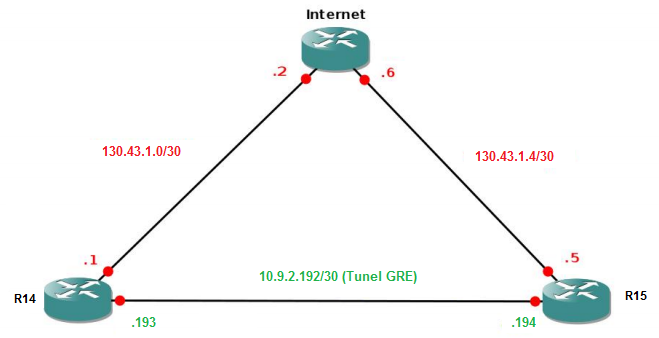 Internet
.2
.6
130.43.1.0/30
130.43.1.4/30
.1
.5
10.9.2.192/30 (Tunel GRE)
R14
R15
.193
.194